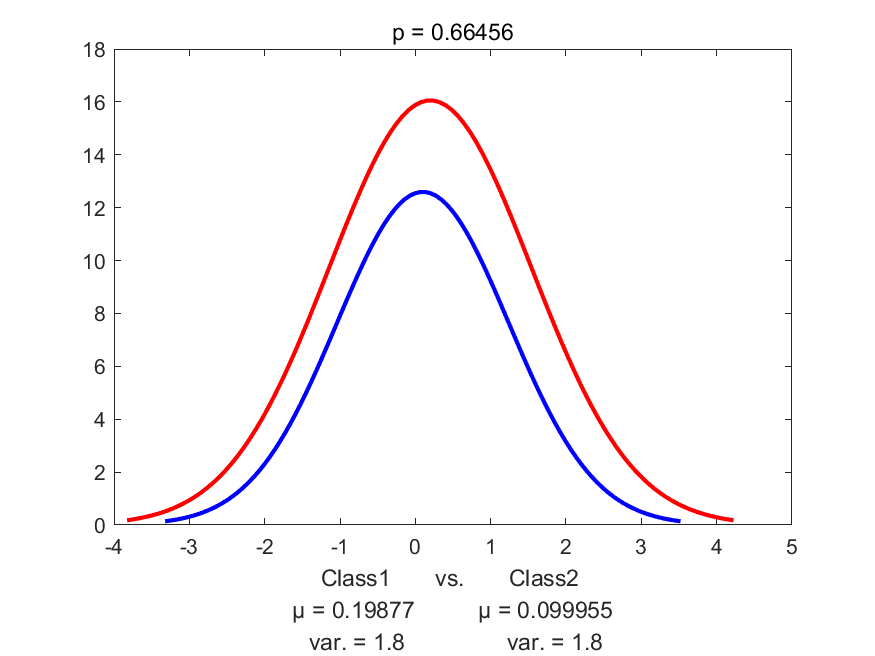 p = 0.66456
18
16
14
12
10
8
6
4
2
0
-4 -3 -2 -1 0 1 2 3 4 5
Class1 vs. Class2
μ = 0.19877 μ = 0.099955
var. = 1.8 var. = 1.8